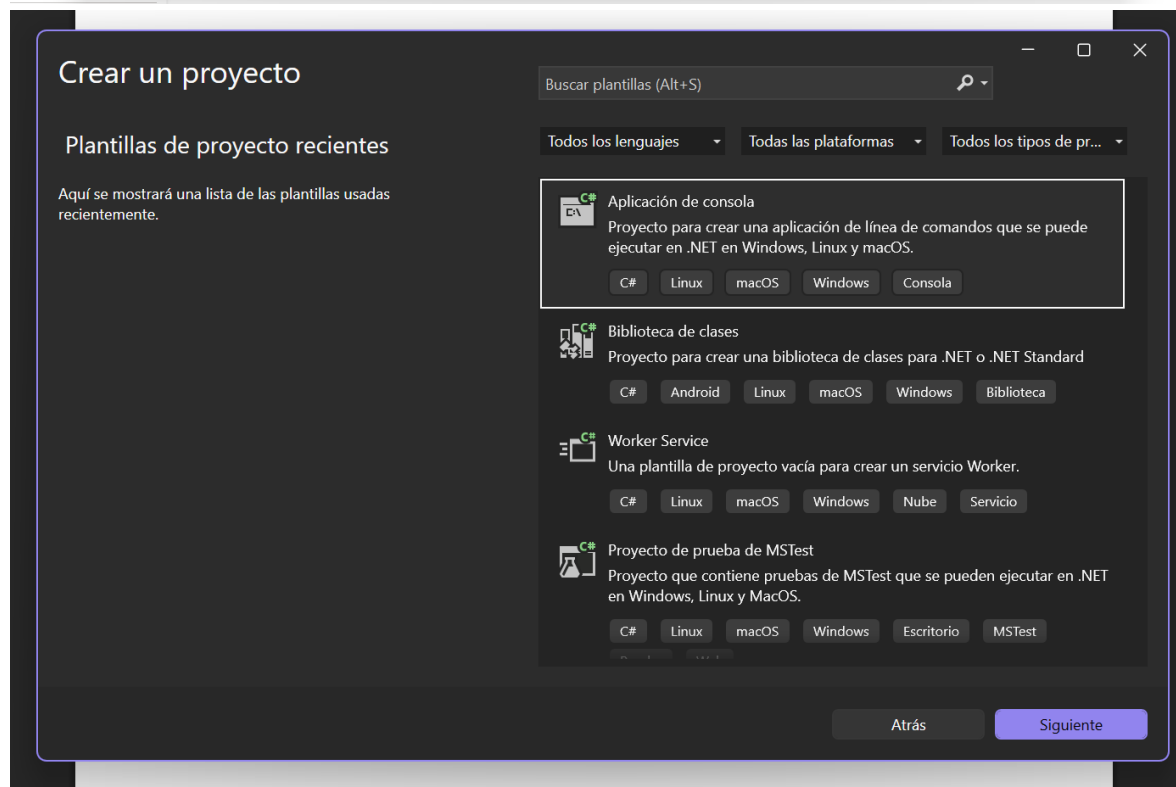 Crear un proyecto
Buscar plantillas (Alt+S)
Plantillas de proyecto recientes
Aquí se mostrará una lista de las plantillas usadas
recientemente.
Todos los lenguajes
Todas las plataformas
Todos los tipos de pr...
C#
C:\
Aplicación de consola
Proyecto para crear una aplicación de línea de comandos que se puede
ejecutar en .NET en Windows, Linux y macOS.
C# Linux macOS Windows Consola
C#
Biblioteca de clases
Proyecto para crear una biblioteca de clases para .NET o .NET Standard
C# Android Linux macOS Windows Biblioteca
C#
Worker Service
Una plantilla de proyecto vacía para crear un servicio Worker.
C# Linux macOS Windows Nube Servicio
C#
Proyecto de prueba de MSTest
Proyecto que contiene pruebas de MSTest que se pueden ejecutar en .NET
en Windows, Linux y MacOS.
C# Linux macOS Windows Escritorio MSTest
Atrás
Siguiente